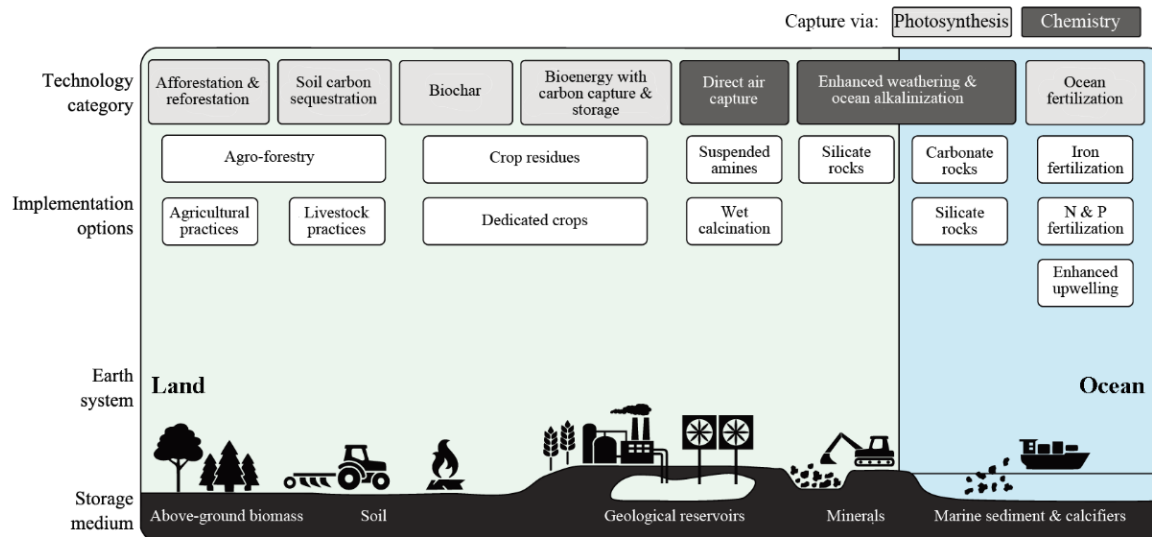 Capture via: Photosynthesis Chemistry
Technology
category
Afforestation &
reforestation
Soil carbon
sequestration
Biochar
Bioenergy with
carbon capture &
storage
Direct air
capture
Enhanced weathering &
ocean alkalinization
Ocean
fertilization
Implementation
options
Agro-forestry
Crop residues
Suspended
amines
Silicate
rocks
Carbonate
rocks
Iron
fertilization
Agricultural
practices
Livestock
practices
Dedicated crops
Wet
calcination
Silicate
rocks
N & P
fertilization
Enhanced
upwelling
Earth
system
Land
Ocean
Storage
medium
Above-ground biomass
Soil
Geological reservoirs
Minerals
Marine sediment & calcifiers